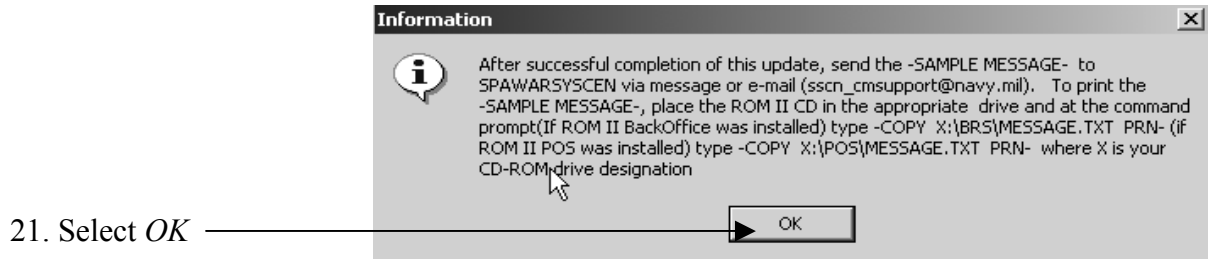 Information
After successful completion of this update, send the -SAMPLE MESSAGE- to
SPAWARSYSCEN via message or e-mail (sscn_cmsupport@navy.mil). To print the
-SAMPLE MESSAGE-, place the ROM II CD in the appropriate drive and at the command
prompt(If ROM II BackOffice was installed) type -COPY X:\BRS\MESSAGE.TXT PRN- (if
ROM II POS was installed) type -COPY X:\POS\MESSAGE.TXT PRN- where X is your
CD-ROM drive designation
21. Select OK
OK